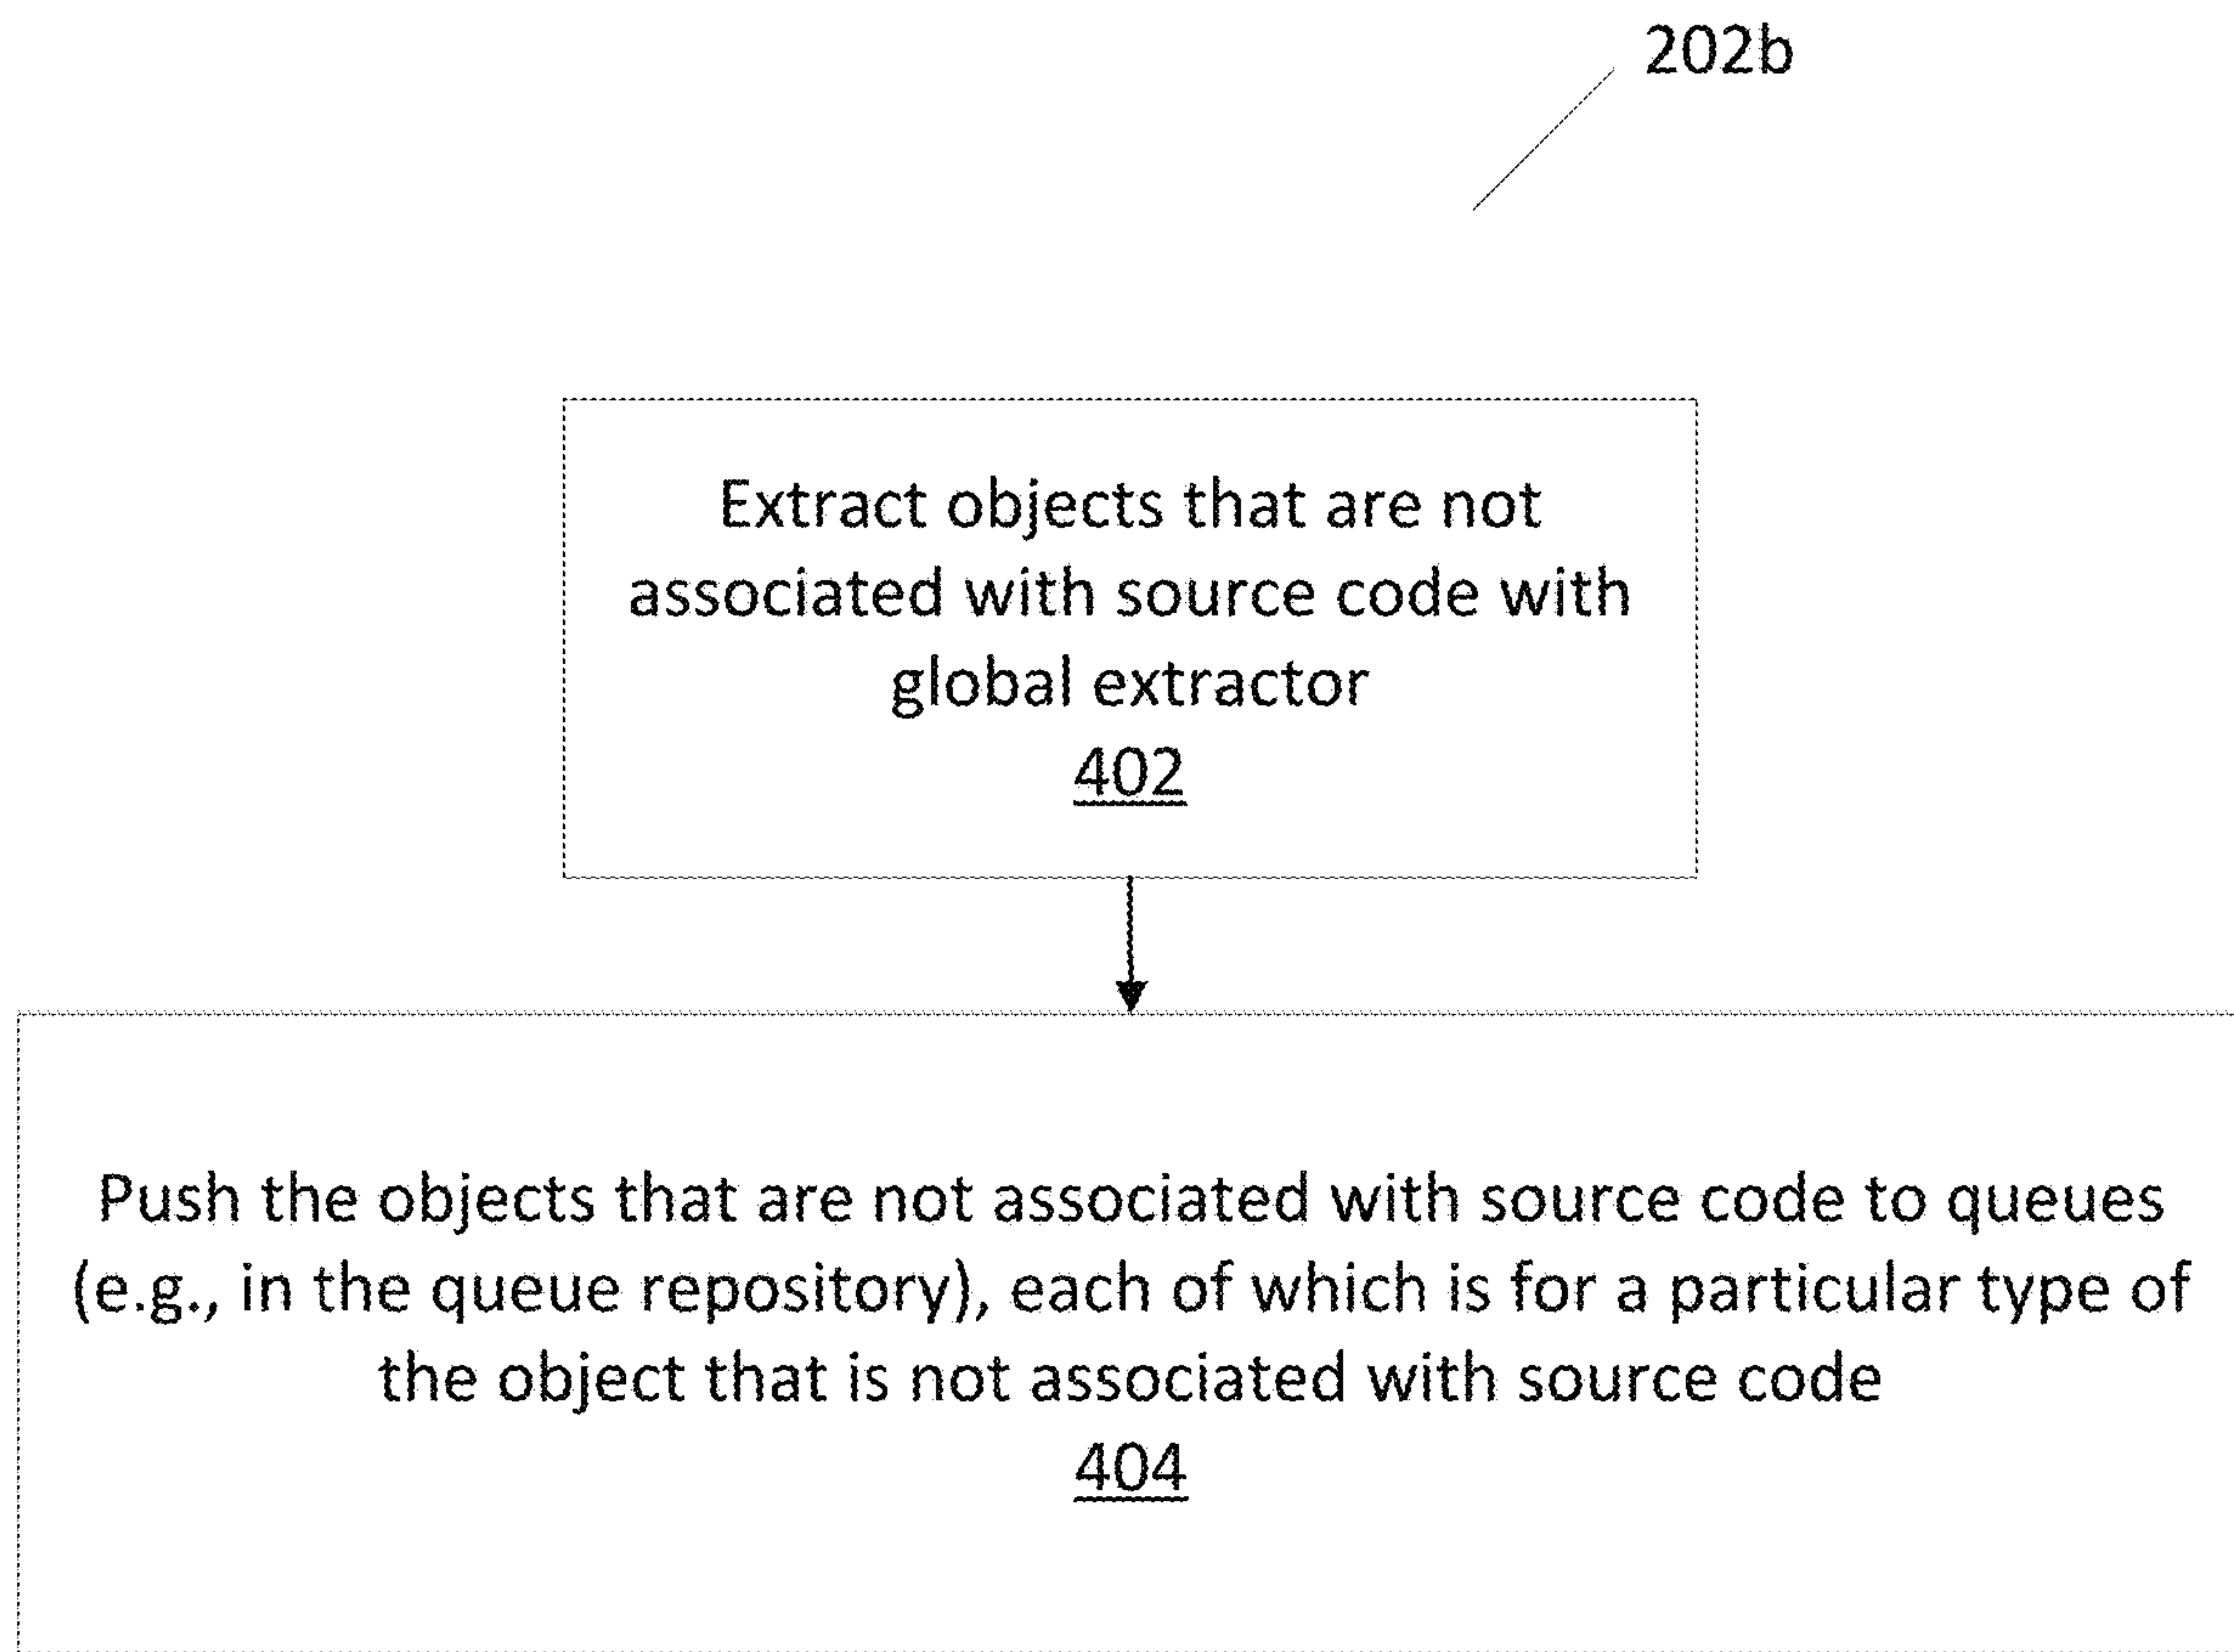 202b
Extract objects that are not
associated with source code with
global extractor
402
Push the objects that are not associated with source code to queues
(e.g., in the queue repository), each of which is for a particular type of
the object that is not associated with source code
404